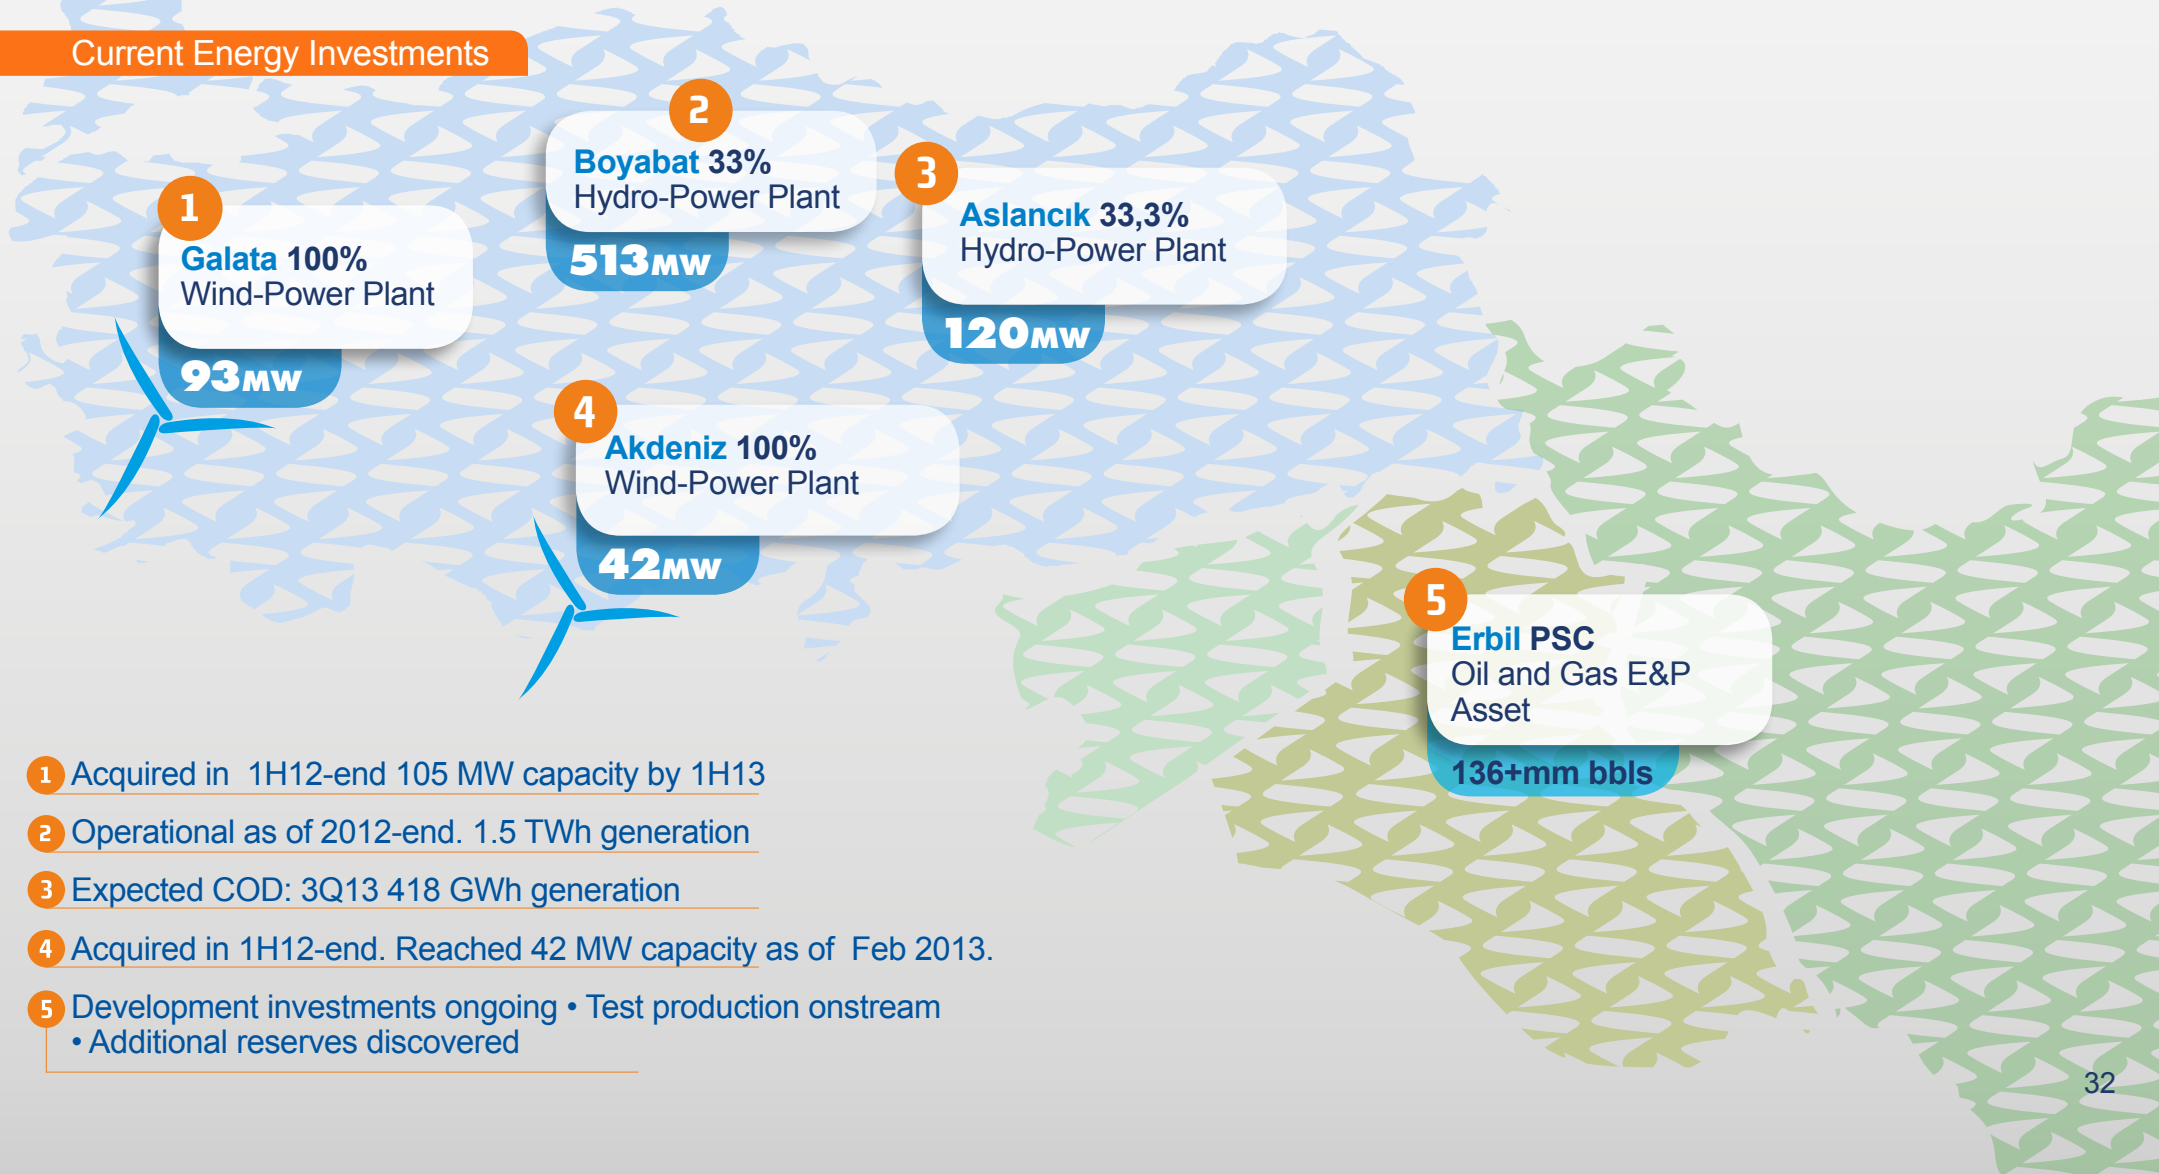 Current Energy Investments
1
Galata 100%
Wind-Power Plant
93MW
2
Boyabat 33%
Hydro-Power Plant
513MW
3
Aslancık 33,3%
Hydro-Power Plant
120MW
4
Akdeniz 100%
Wind-Power Plant
42MW
5
Erbil PSC
Oil and Gas E&P
Asset
136+mm bbls
1 Acquired in 1H12-end 105 MW capacity by 1H13
2 Operational as of 2012-end. 1.5 TWh generation
3 Expected COD: 3Q13 418 GWh generation
4 Acquired in 1H12-end. Reached 42 MW capacity as of Feb 2013.
5 Development investments ongoing • Test production onstream
• Additional reserves discovered
32